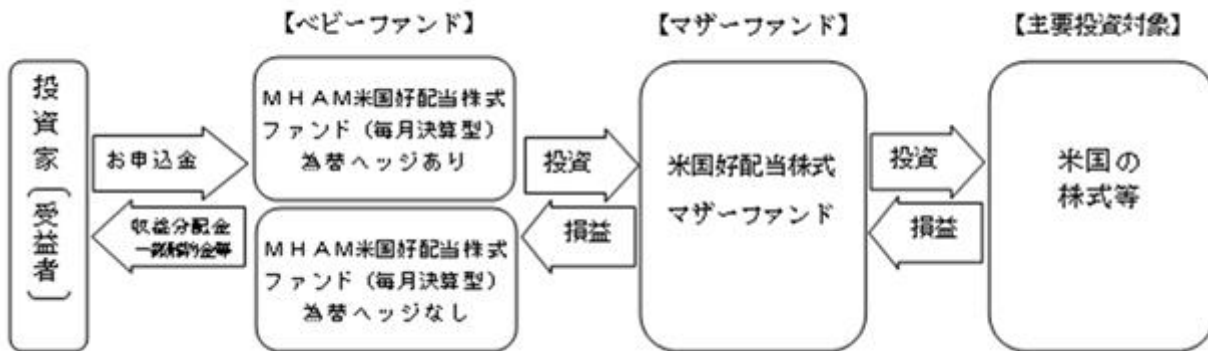 【ベビーファンド】
【マザーファンド】
【主要投資対象】
投資家（受益者）
お申込金
収益分配金
一部解約金等
MHAM米国好配当株式
ファンド（毎月決算型）
為替ヘッジあり
MHAM米国好配当株式
ファンド（毎月決算型）
為替ヘッジなし
投資
損益
米国好配当株式
マザーファンド
投資
損益
米国の
株式等